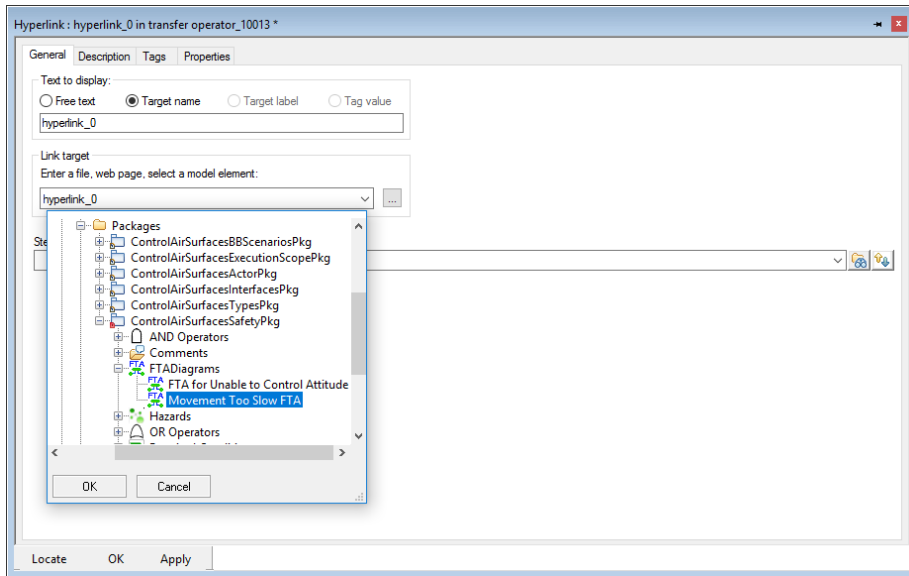 Hyperlink : hyperlink_0 in transfer operator_10013 *
General Description Tags Properties
Text to display:
Free text Target name Target label Tag value
hyperlink_0
Link target
Enter a file, web page, select a model element:
hyperlink_0 ...
Packages
ControlAirSurfacesBBScenariosPkg
ControlAirSurfacesExecutionScopePkg
ControlAirSurfacesActorPkg
ControlAirSurfacesInterfacesPkg
ControlAirSurfacesTypesPkg
ControlAirSurfacesSafetyPkg
AND Operators
Comments
FTA FTADiagrams
FTA FTA for Unable to Control Attitude
FTA Movement Too Slow FTA
Hazards
OR Operators
OK Cancel
Locate OK Apply